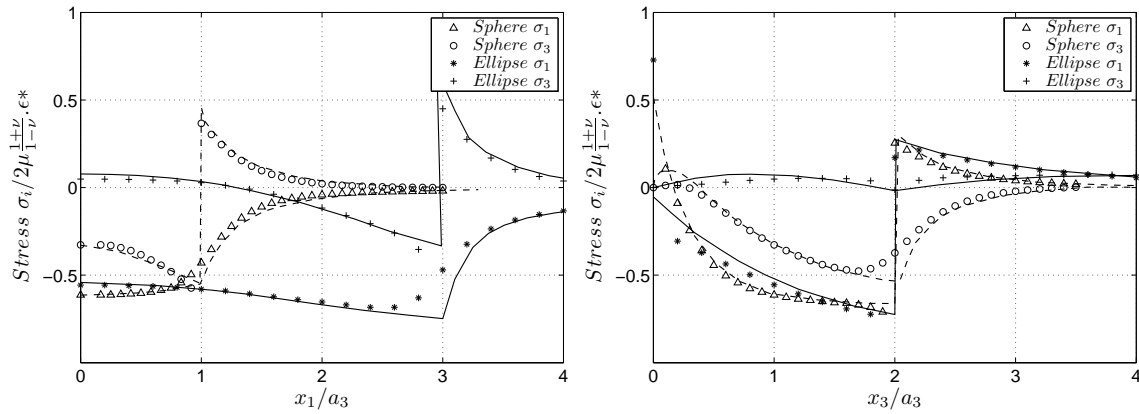 Stress σ_i/2μ \frac{1+ν}{1−ν}.ϵ*
1
0.5
0
−0.5
Sphere σ_1
Sphere σ_3
Ellipse σ_1
Ellipse σ_3
0 1 2 3 4
x_1/a_3
Stress σ_i/2μ \frac{1+ν}{1−ν}.ϵ*
1
0.5
0
−0.5
Sphere σ_1
Sphere σ_3
Ellipse σ_1
Ellipse σ_3
0 1 2 3 4
x_3/a_3